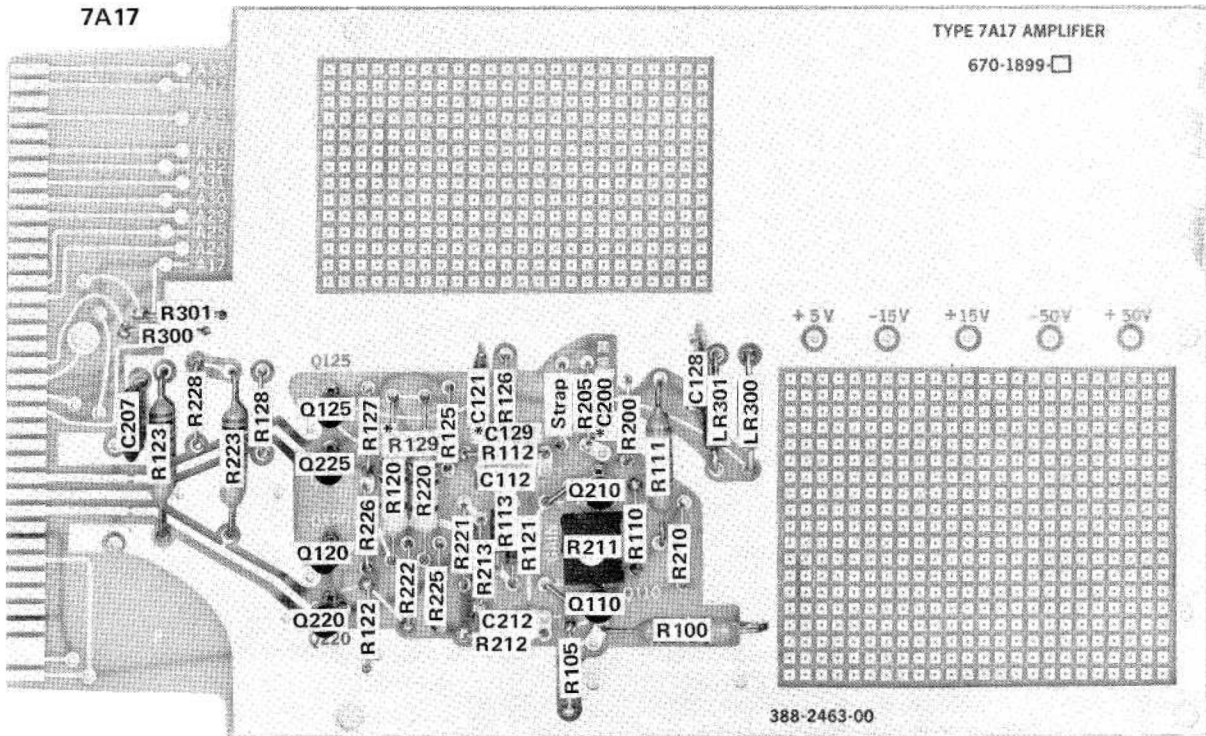 7A17
TYPE 7A17 AMPLIFIER
670-1899-□
+ 5 V -15V +15V -50V + 50V
R301
R300
Q125
C207
R123
R228
R223
R128
Q125
Q225
R127
*
R129
R125
*C121
R126
C129
R112
C112
Strap
R205
*C200
R200
R111
C128
LR301
LR300
R120
R220
R226
Q210
R211
R110
R210
Q120
R221
R213
R113
R121
R222
R225
Q110
Q220
Q220
R122
C212
R212
R105
R100
388-2463-00